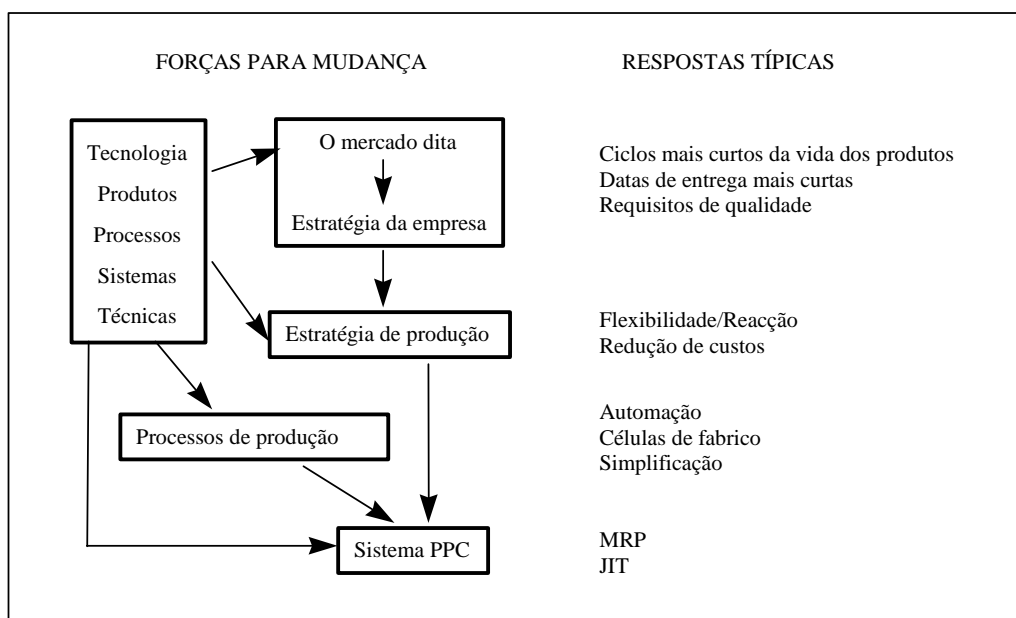 FORÇAS PARA MUDANÇA
RESPOSTAS TÍPICAS
Tecnologia
Produtos
Processos
Sistemas
Técnicas
O mercado dita
Estratégia da empresa
Ciclos mais curtos da vida dos produtos
Datas de entrega mais curtas
Requisitos de qualidade
Estratégia de produção
Flexibilidade/Reacção
Redução de custos
Processos de produção
Automação
Células de fabrico
Simplificação
Sistema PPC
MRP
JIT